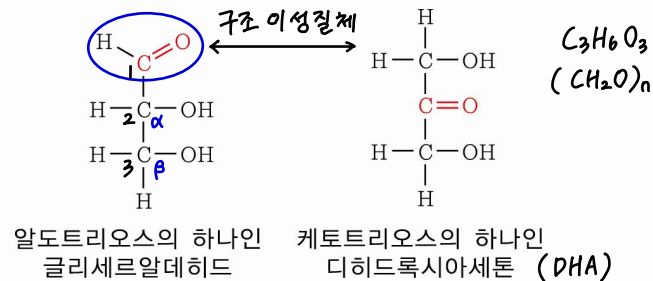 구조 이성질체
C₃H₆O₃
(CH₂O)n
H O
C
1
H C OH
2 α
H C OH
3 β
H
H
H—C—OH
C=O
H—C—OH
H
알도트리오스의 하나인
글리세르알데히드
케토트리오스의 하나인
디히드록시아세톤 (DHA)